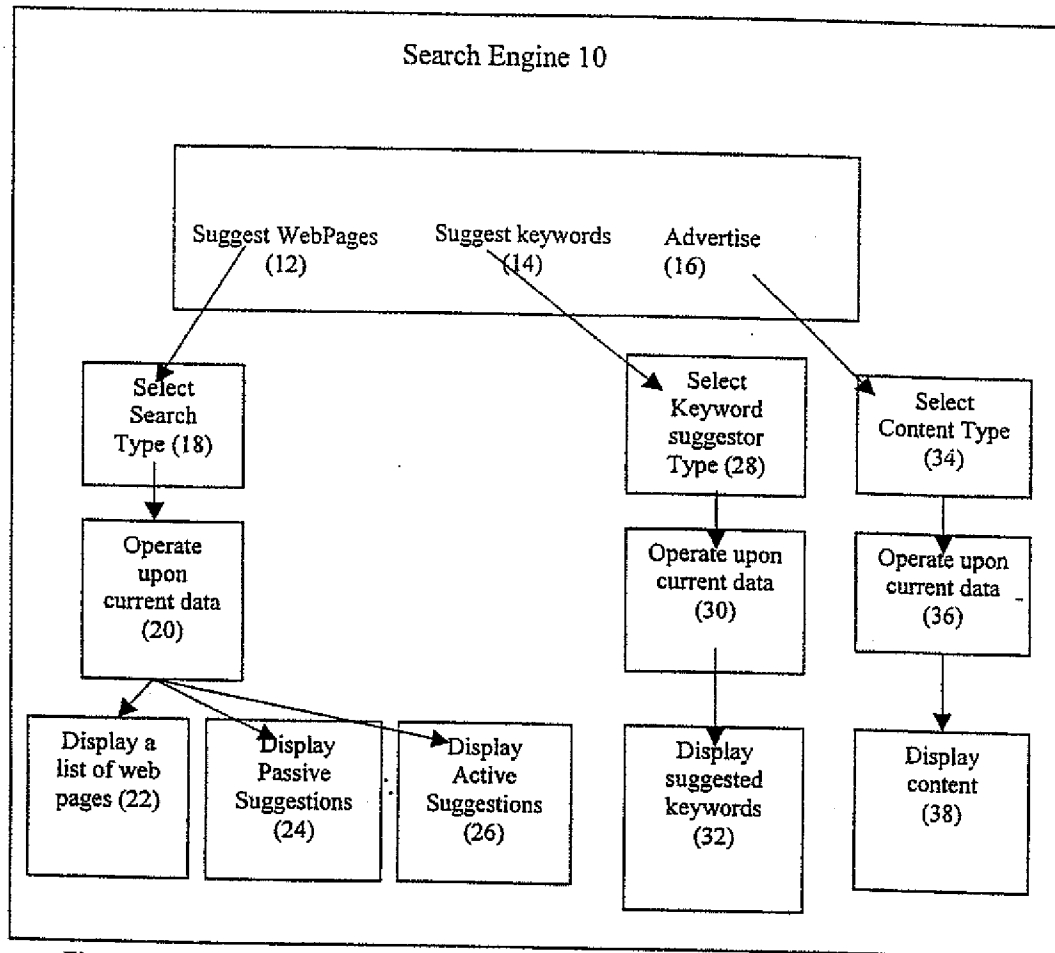 Search Engine 10
Suggest WebPages
(12)
Suggest keywords
(14)
Advertise
(16)
Select
Search
Type (18)
Select
Keyword
suggestor
Type (28)
Select
Content Type
(34)
Operate
upon
current data
(20)
Operate upon
current data
(30)
Operate upon
current data
(36)
Display a
list of web
pages (22)
Display
Passive
Suggestions
(24)
Display
Active
Suggestions
(26)
Display
suggested
keywords
(32)
Display
content
(38)